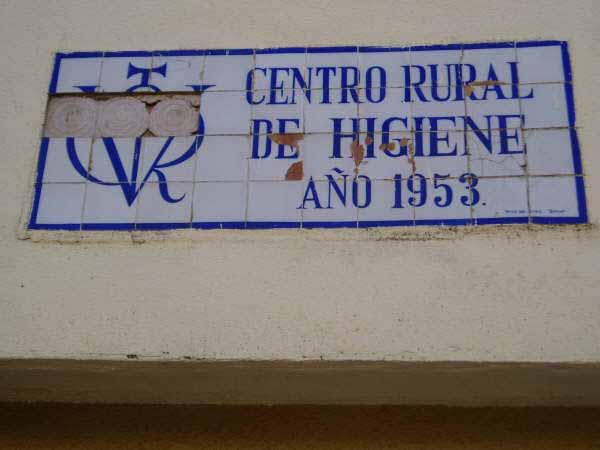 CENTRO RURAL
DE HIGIENE
AÑO 1953.